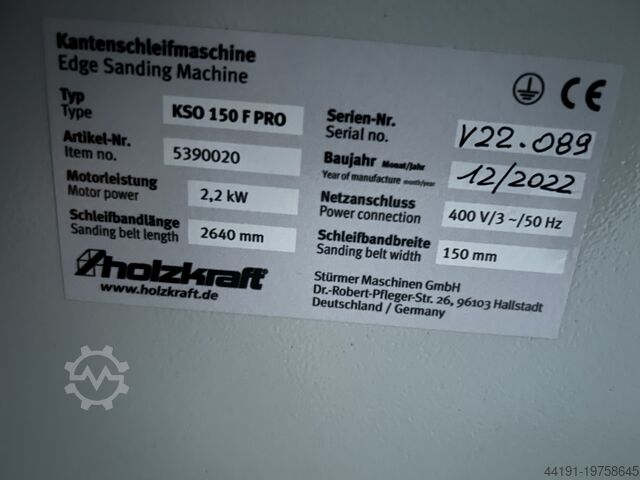 Kantenschleifmaschine
Edge Sanding Machine
CE
Typ
Type
KSO 150 F PRO
Serien-Nr.
Serial no.
V22.089
Artikel-Nr.
Item no.
5390020
Baujahr Monat/Jahr
Year of manufacture month/year
12/2022
Motorleistung
Motor power
2,2 kW
Netzanschluss
Power connection
400 V/3 ~/50 Hz
Schleifbandlänge
Sanding belt length
2640 mm
Schleifbandbreite
Sanding belt width
150 mm
holzkraft
www.holzkraft.de
Stürmer Maschinen GmbH
Dr.-Robert-Pfleger-Str. 26, 96103 Hallstadt
Deutschland / Germany
44191-19758645